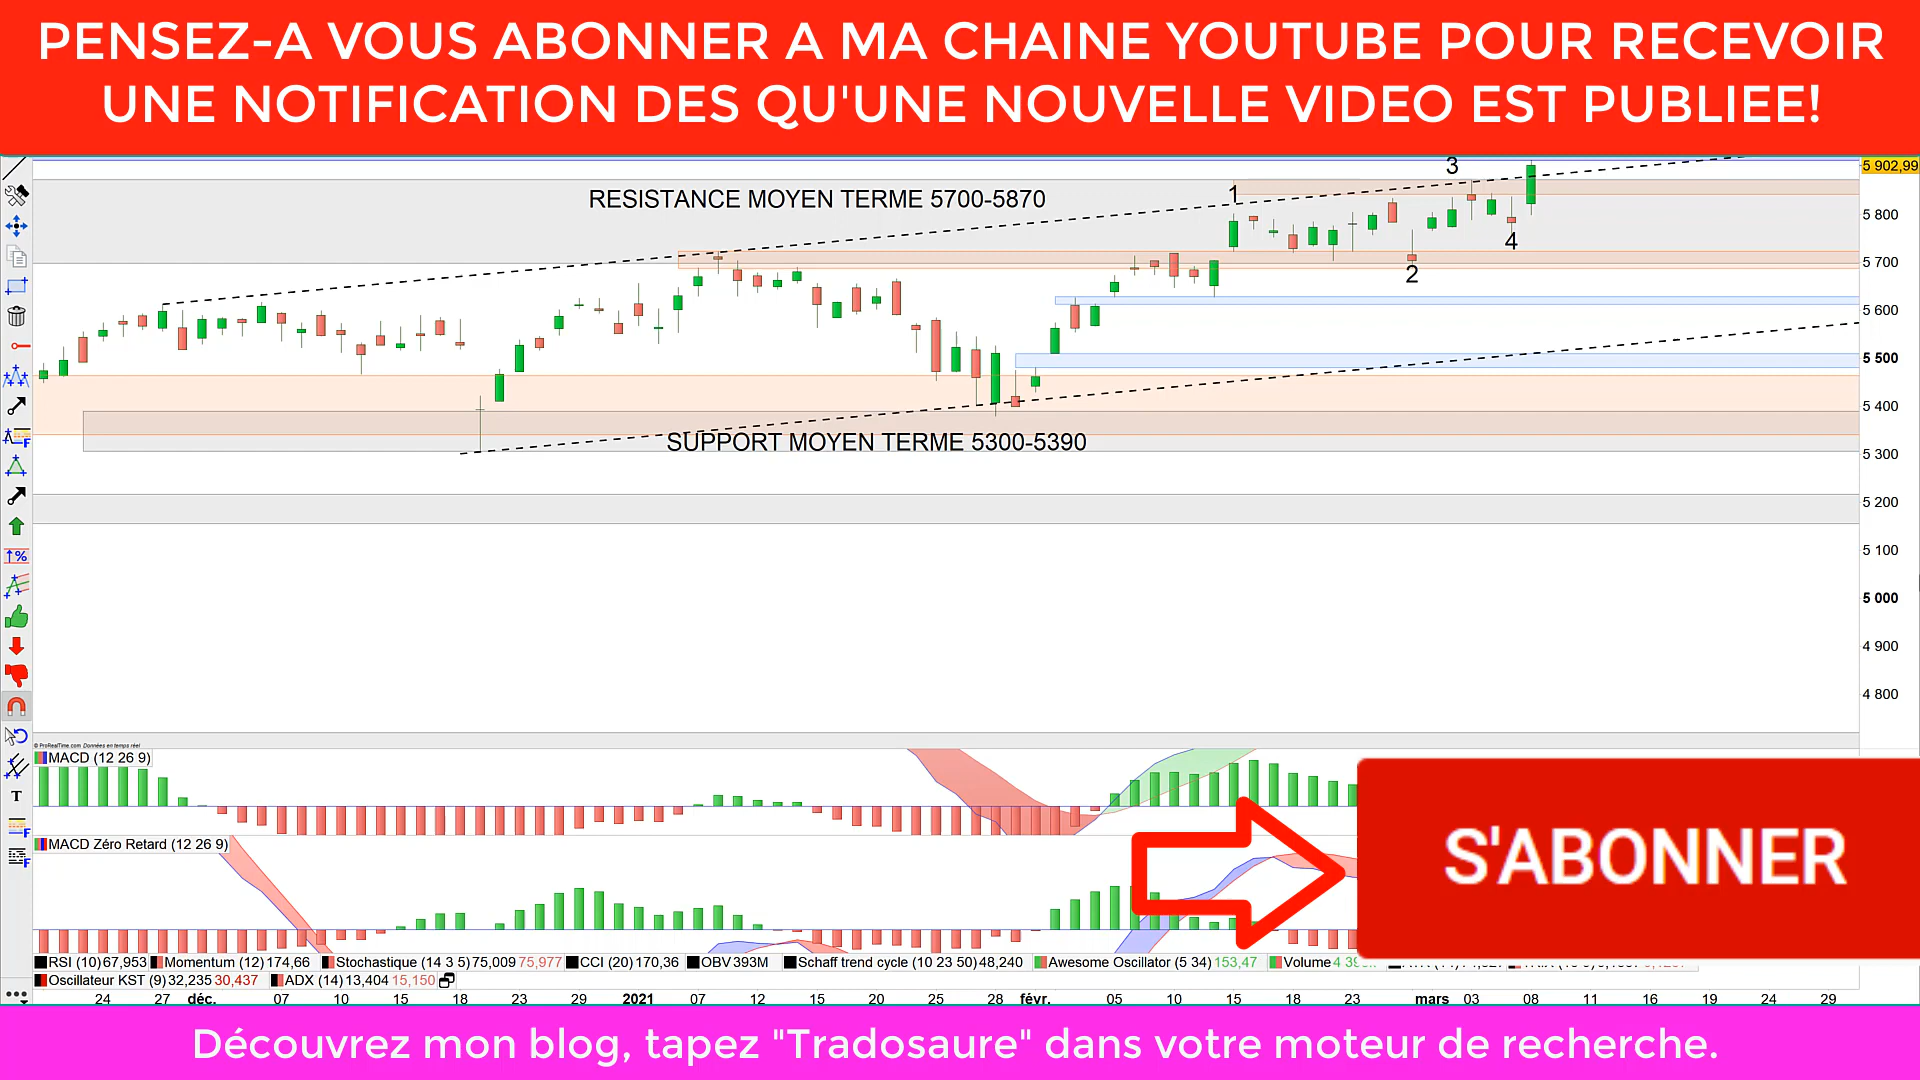 PENSEZ-A VOUS ABONNER A MA CHAINE YOUTUBE POUR RECEVOIR
UNE NOTIFICATION DES QU'UNE NOUVELLE VIDEO EST PUBLIEE!
5 902,99
RESISTANCE MOYEN TERME 5700-5870
1
3
5 800
4
5 700
2
5 600
5 500
5 400
SUPPORT MOYEN TERME 5300-5390
5 300
5 200
5 100
5 000
4 900
4 800
© ProRealTime.com Données en temps réel
MACD (12 26 9)
MACD Zéro Retard (12 26 9)
S'ABONNER
RSI (10) 67,953 Momentum (12) 174,66 Stochastique (14 3 5) 75,009 75,977 CCI (20) 170,36 OBV 393M Schaff trend cycle (10 23 50) 48,240 Awesome Oscillator (5 34) 153,47 Volume
Oscillateur KST (9) 32,235 30,437 ADX (14) 13,404 15,150
24 27 déc. 07 10 15 18 23 29 2021 07 12 15 20 25 28 févr. 05 10 15 18 23 mars 03 08 11 16 19 24 29
Découvrez mon blog, tapez "Tradosaure" dans votre moteur de recherche.